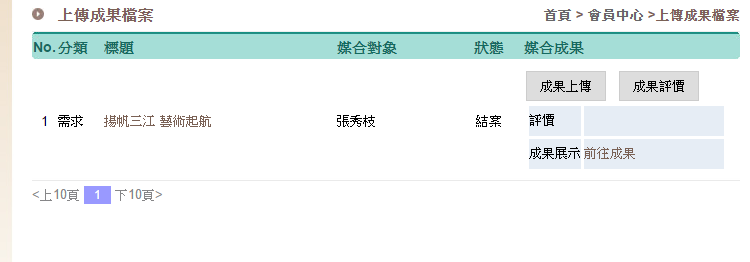 上傳成果檔案
首頁 > 會員中心 >上傳成果檔案
No. 分類 標題 媒合對象 狀態 媒合成果
成果上傳 成果評價
1 需求 揚帆三江 藝術起航 張秀枝 結案 評價
成果展示 前往成果
<上10頁 1 下10頁>